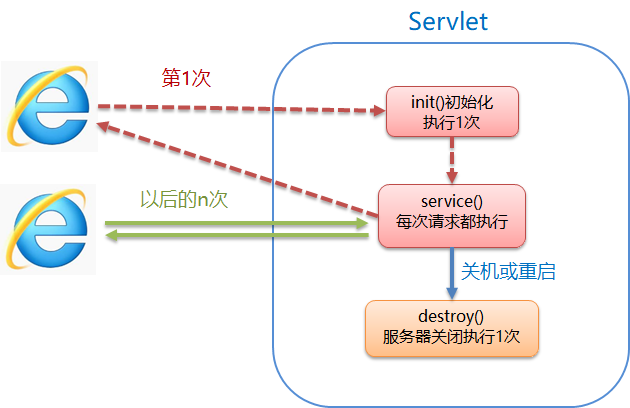 Servlet
第1次
init()初始化
执行1次
以后的n次
service()
每次请求都执行
关机或重启
destroy()
服务器关闭执行1次